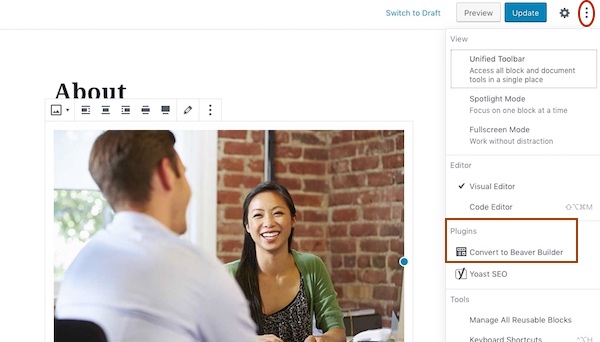 Switch to Draft
Preview
Update
View
Unified Toolbar
Access all block and document
tools in a single place
Spotlight Mode
Focus on one block at a time
Fullscreen Mode
Work without distraction
Editor
✓ Visual Editor
Code Editor ⇧⌥⌘M
Plugins
Convert to Beaver Builder
Yoast SEO
Tools
Manage All Reusable Blocks
Keyboard Shortcuts ^⌥H
About